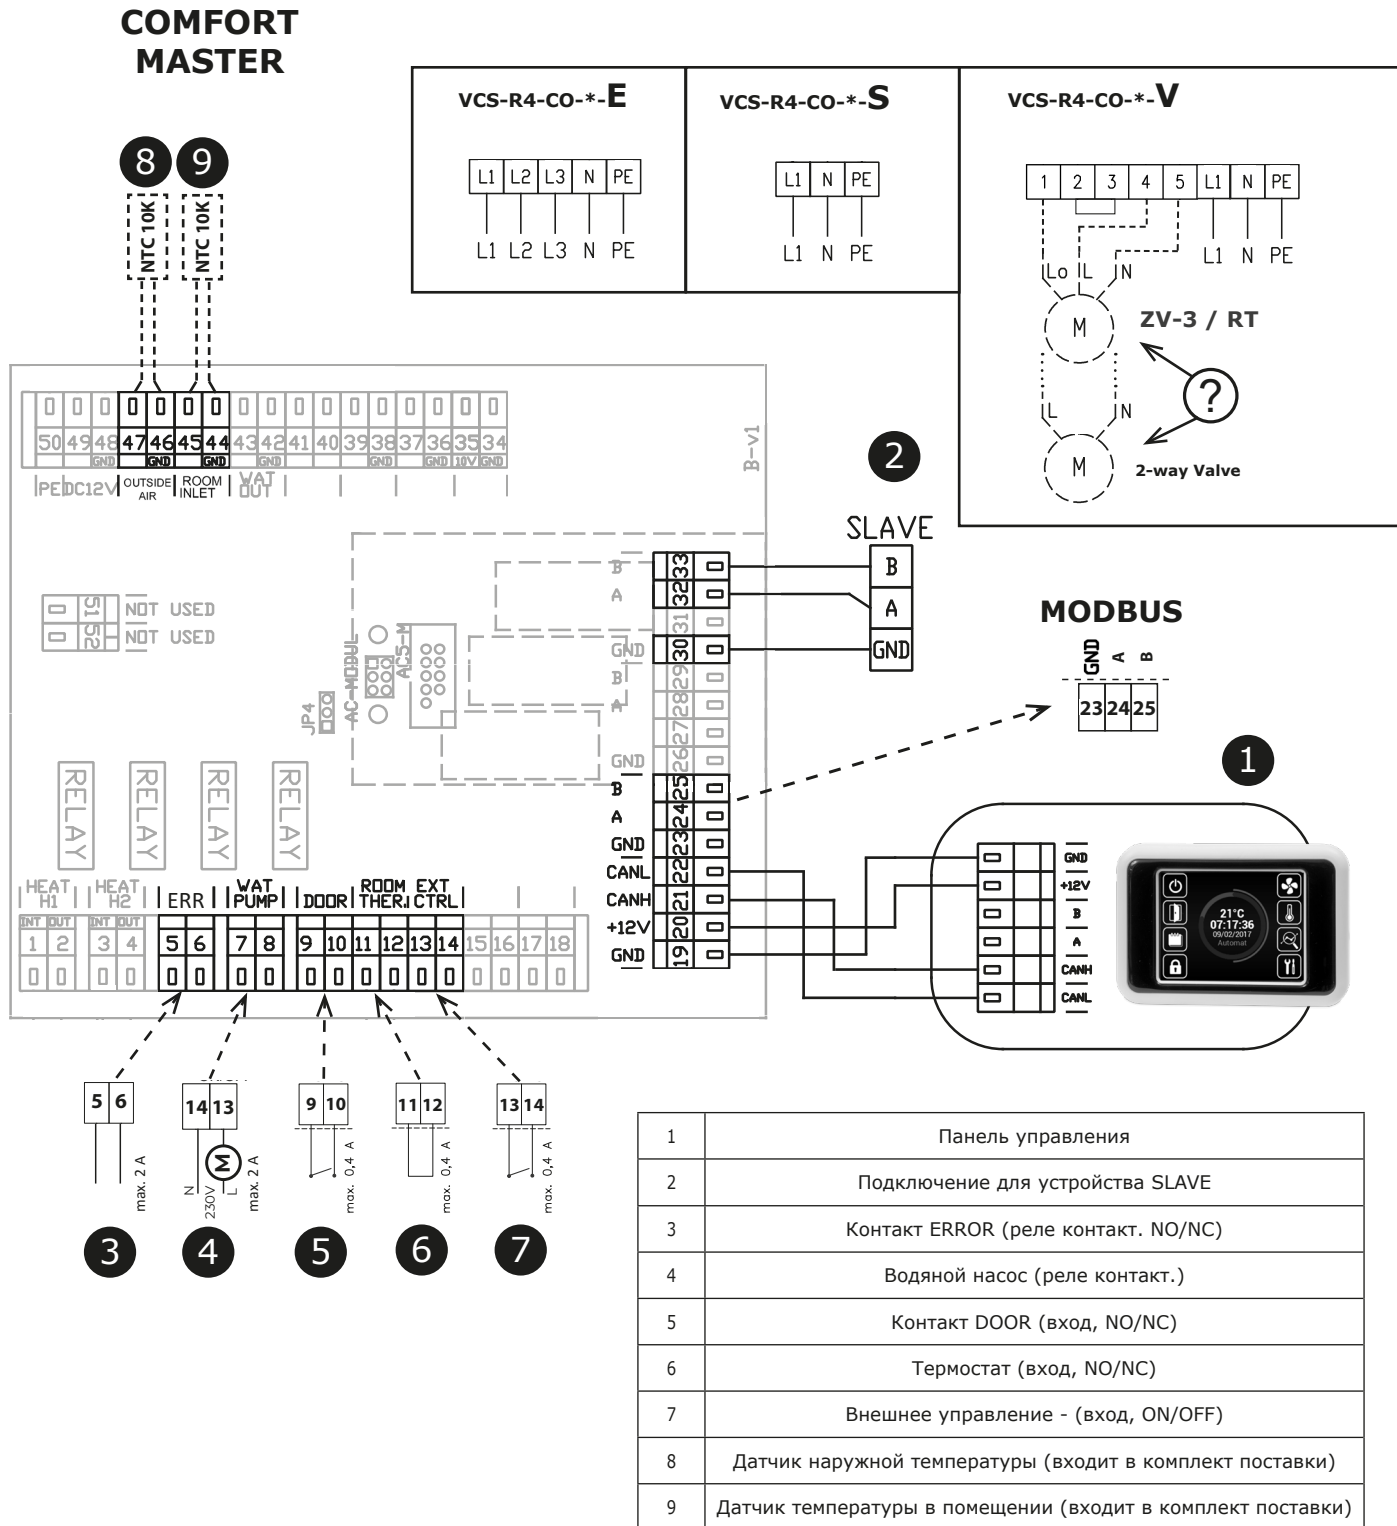 COMFORT
MASTER
VCS-R4-CO-*-E
L1 L2 L3 N PE
L1 L2 L3 N PE
VCS-R4-CO-*-S
L1 N PE
L1 N PE
VCS-R4-CO-*-V
1 2 3 4 5 L1 N PE
L1 N PE
Lo L N
M
ZV-3 / RT
?
L N
M
2-way Valve
8 9
NTC 10K
NTC 10K
50 49 48 47 46 45 44 43 42 41 40 39 38 37 36 35 34
GND GND GND GND GND GND 10V GND
PE DC12V OUTSIDE AIR ROOM INLET WAT OUT
B-v1
2
SLAVE
B
A
GND
51 NOT USED
52 NOT USED
JP4
AC-MODUL
ACS-M
B 33
A 32
31
GND 30
B 29
A 28
27
GND 26
B 25
A 24
GND 23
CANL 22
CANH 21
+12V 20
GND 19
MODBUS
GND A B
23 24 25
1
GND
+12V
B
A
CANH
CANL
21°C
07:17:36
09/02/2017
Automat
RELAY RELAY RELAY RELAY
HEAT H1 HEAT H2 ERR WAT PUMP DOOR ROOM THER. EXT CTRL
INT OUT INT OUT
1 2 3 4 5 6 7 8 9 10 11 12 13 14 15 16 17 18
5 6
max. 2 A
3
14 13
M
N 230V L
max. 2 A
4
9 10
max. 0,4 A
5
11 12
max. 0,4 A
6
13 14
max. 0,4 A
7
1 Панель управления
2 Подключение для устройства SLAVE
3 Контакт ERROR (реле контакт. NO/NC)
4 Водяной насос (реле контакт.)
5 Контакт DOOR (вход, NO/NC)
6 Термостат (вход, NO/NC)
7 Внешнее управление - (вход, ON/OFF)
8 Датчик наружной температуры (входит в комплект поставки)
9 Датчик температуры в помещении (входит в комплект поставки)